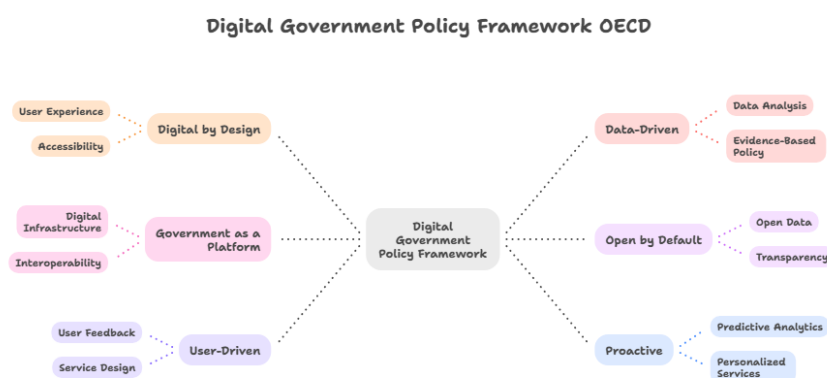 Digital Government Policy Framework OECD
User Experience
Accessibility
Digital by Design
Digital
Infrastructure
Interoperability
Government as a
Platform
User Feedback
Service Design
User-Driven
Digital
Government
Policy Framework
Data-Driven
Data Analysis
Evidence-Based
Policy
Open by Default
Open Data
Transparency
Proactive
Predictive Analytics
Personalized
Services